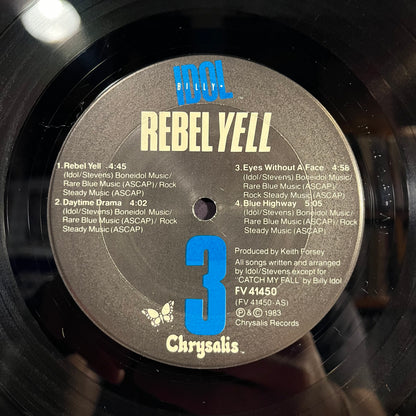 IDOL
BILLY
REBEL YELL
1. Rebel Yell 4:45
(Idol/Stevens) Boneidol Music/
Rare Blue Music (ASCAP)/Rock
Steady Music (ASCAP)
2. Daytime Drama 4:02
(Idol/Stevens) Boneidol Music/
Rare Blue Music (ASCAP)/Rock
Steady Music (ASCAP)
3. Eyes Without A Face 4:58
(Idol/Stevens) Boneidol Music/
Rare Blue Music (ASCAP)/
Rock Steady Music (ASCAP)
4. Blue Highway 5:05
(Idol/Stevens) Boneidol Music/
Rare Blue Music (ASCAP)/Rock
Steady Music (ASCAP)
3
Produced by Keith Forsey
All songs written and arranged
by Idol/Stevens except for
"CATCH MY FALL" by Billy Idol
FV 41450
(FV 41450-AS)
℗ & © 1983
Chrysalis Records
Chrysalis™